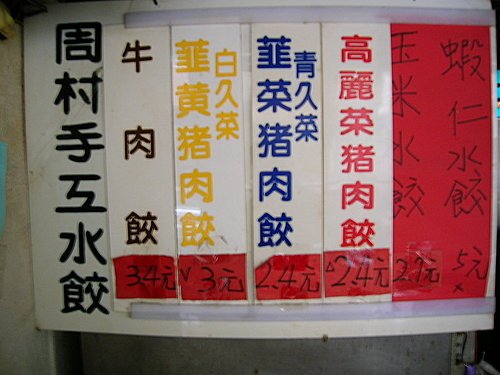 周村手工水餃
牛肉餃
3.4元
韮黄猪肉餃
白久菜
3元
韮菜猪肉餃
青久菜
2.4元
高麗菜猪肉餃
2.4元
玉米水餃
2.9元
蝦仁水餃
5元